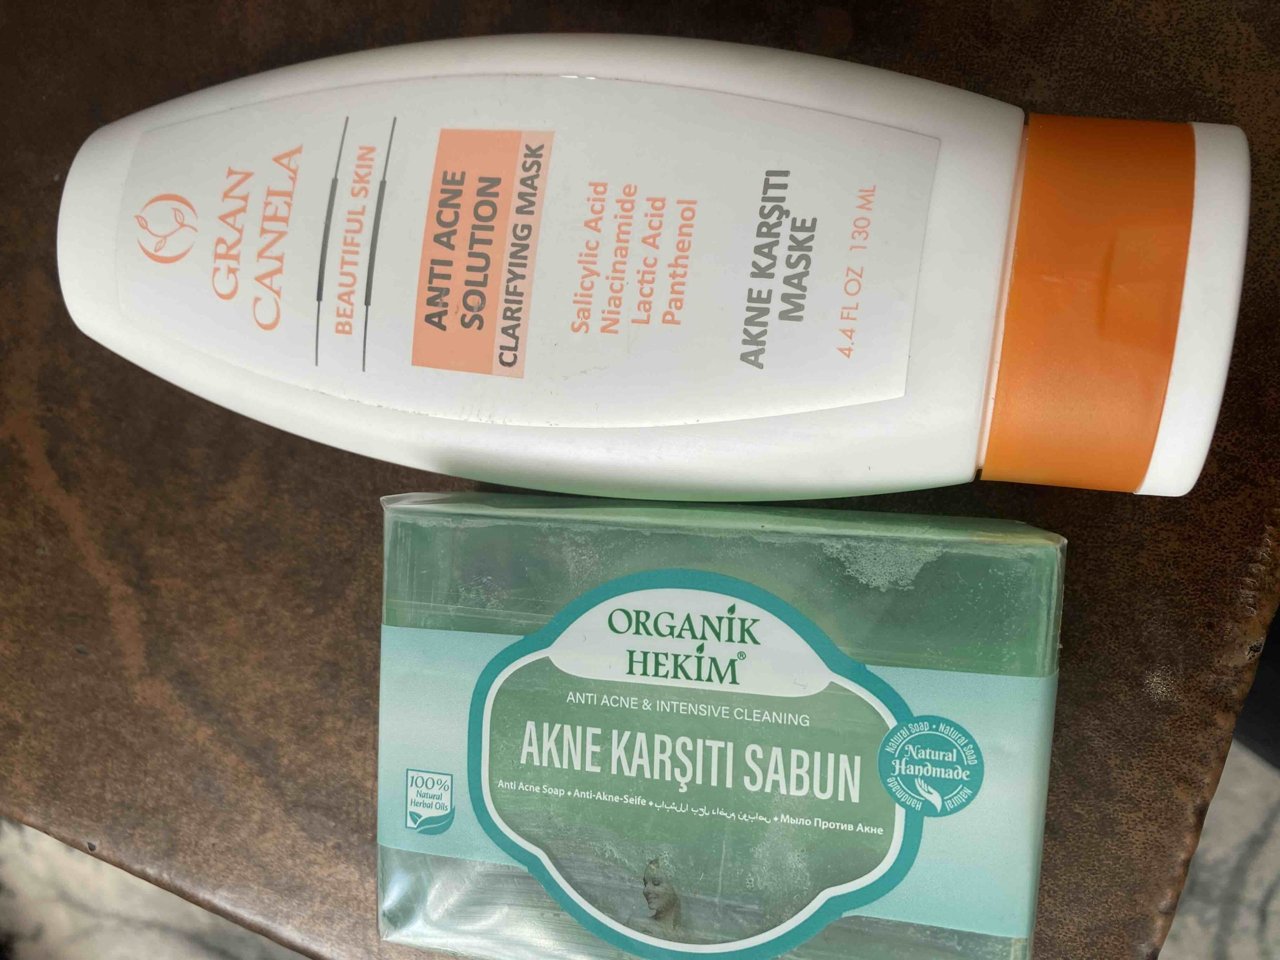 GRAN
CANELA
BEAUTIFUL SKIN
ANTI ACNE
SOLUTION
CLARIFYING MASK
Salicylic Acid
Niacinamide
Lactic Acid
Panthenol
AKNE KARŞITI
MASKE
4.4 FL OZ 130 ML
ORGANİK
HEKİM®
ANTI ACNE & INTENSIVE CLEANING
AKNE KARŞITI SABUN
Anti Acne Soap • Anti-Akne-Seife •
• Мыло Против Акне
100%
Natural
Herbal Oils
Natural Soap • Natural Soap
Natural
Handmade
Handmade
Natural